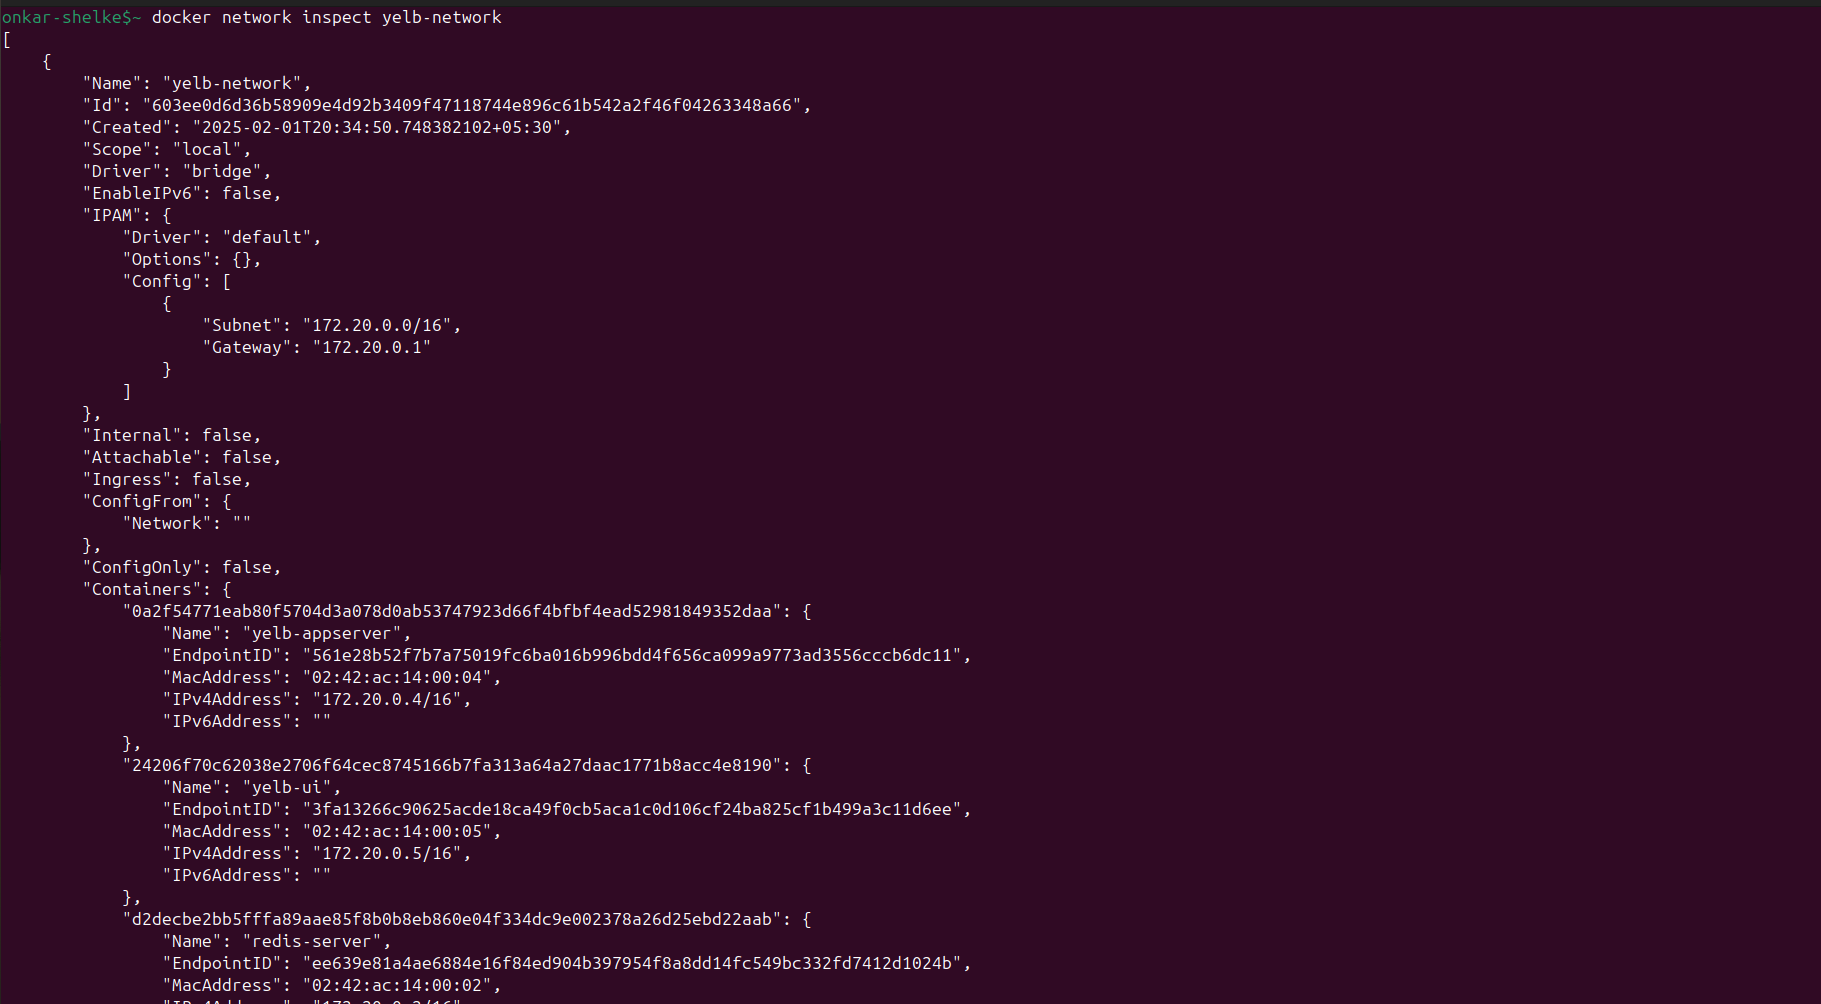 onkar-shelke$~ docker network inspect yelb-network
[
    {
        "Name": "yelb-network",
        "Id": "603ee0d6d36b58909e4d92b3409f47118744e896c61b542a2f46f04263348a66",
        "Created": "2025-02-01T20:34:50.748382102+05:30",
        "Scope": "local",
        "Driver": "bridge",
        "EnableIPv6": false,
        "IPAM": {
            "Driver": "default",
            "Options": {},
            "Config": [
                {
                    "Subnet": "172.20.0.0/16",
                    "Gateway": "172.20.0.1"
                }
            ]
        },
        "Internal": false,
        "Attachable": false,
        "Ingress": false,
        "ConfigFrom": {
            "Network": ""
        },
        "ConfigOnly": false,
        "Containers": {
            "0a2f54771eab80f5704d3a078d0ab53747923d66f4bfbf4ead52981849352daa": {
                "Name": "yelb-appserver",
                "EndpointID": "561e28b52f7b7a75019fc6ba016b996bdd4f656ca099a9773ad3556cccb6dc11",
                "MacAddress": "02:42:ac:14:00:04",
                "IPv4Address": "172.20.0.4/16",
                "IPv6Address": ""
            },
            "24206f70c62038e2706f64cec8745166b7fa313a64a27daac1771b8acc4e8190": {
                "Name": "yelb-ui",
                "EndpointID": "3fa13266c90625acde18ca49f0cb5aca1c0d106cf24ba825cf1b499a3c11d6ee",
                "MacAddress": "02:42:ac:14:00:05",
                "IPv4Address": "172.20.0.5/16",
                "IPv6Address": ""
            },
            "d2decbe2bb5fffa89aae85f8b0b8eb860e04f334dc9e002378a26d25ebd22aab": {
                "Name": "redis-server",
                "EndpointID": "ee639e81a4ae6884e16f84ed904b397954f8a8dd14fc549bc332fd7412d1024b",
                "MacAddress": "02:42:ac:14:00:02",